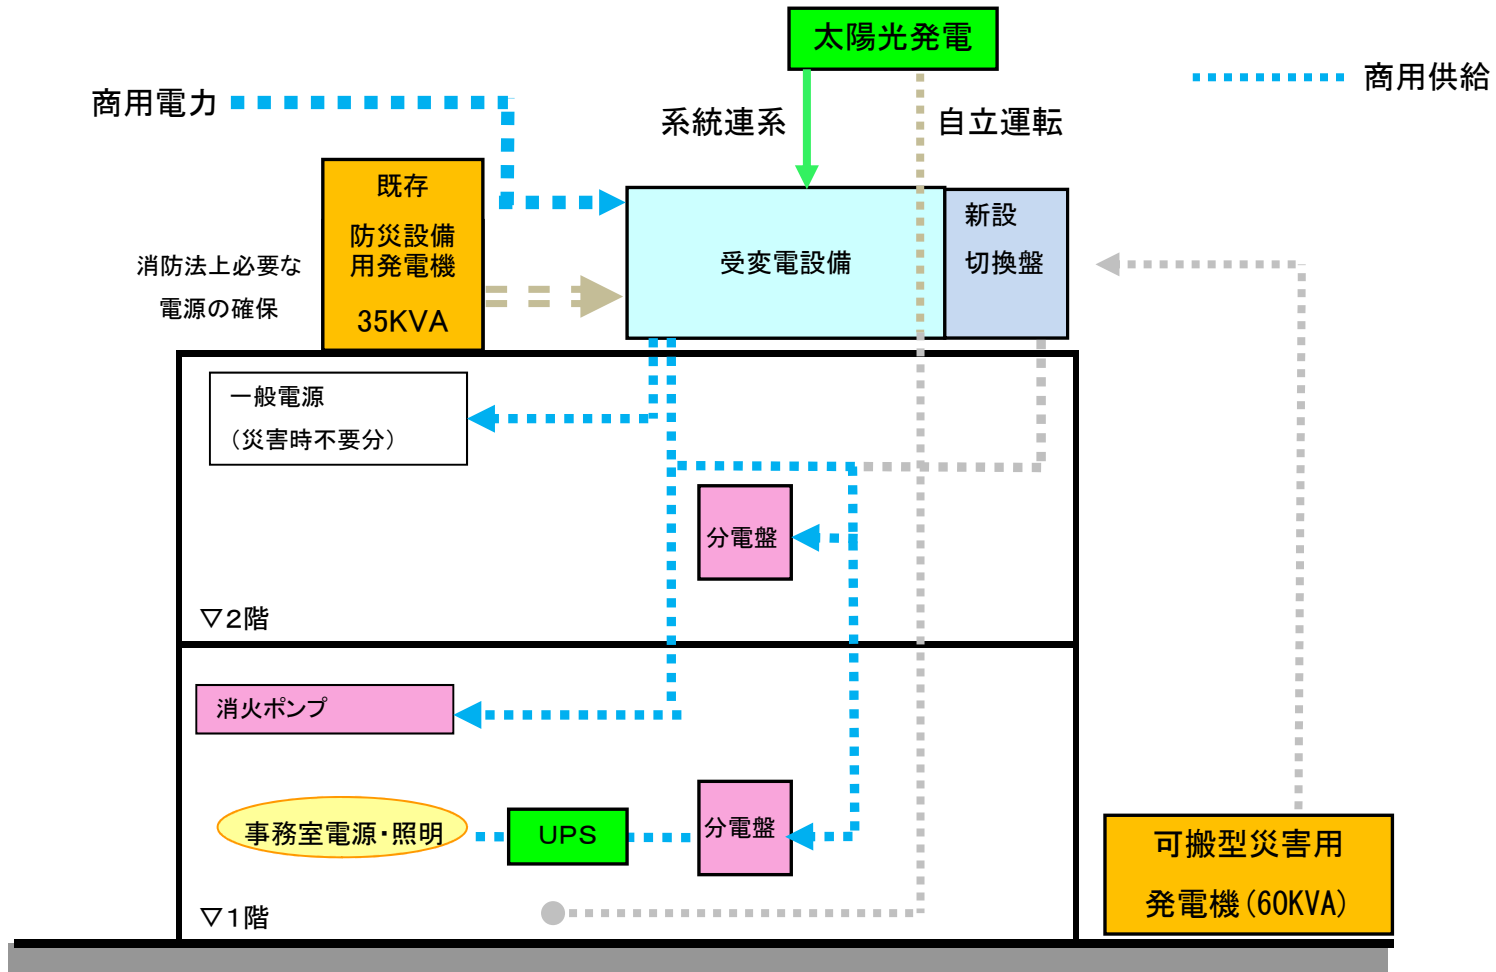 太陽光発電
商用供給
商用電力
系統連系
自立運転
既存
防災設備
用発電機
35KVA
消防法上必要な
電源の確保
受変電設備
新設
切換盤
一般電源
（災害時不要分）
分電盤
▽2階
消火ポンプ
事務室電源・照明
UPS
分電盤
▽1階
可搬型災害用
発電機(60KVA)